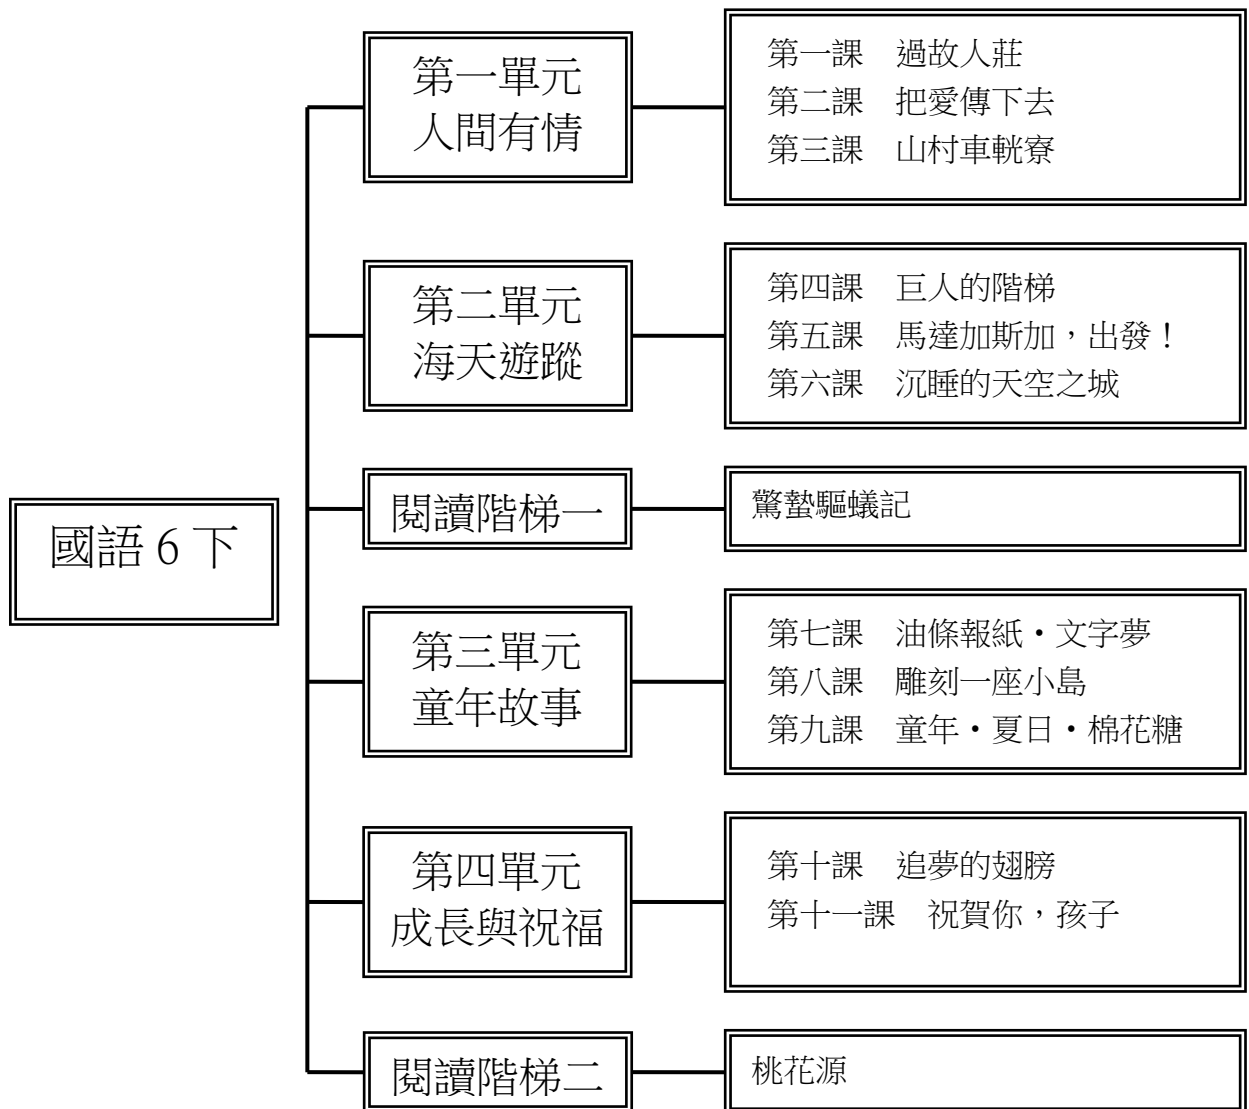 國語 6 下
第一單元
人間有情
第一課 過故人莊
第二課 把愛傳下去
第三課 山村車輄寮
第二單元
海天遊蹤
第四課 巨人的階梯
第五課 馬達加斯加，出發！
第六課 沉睡的天空之城
閱讀階梯一
驚蟄驅蟻記
第三單元
童年故事
第七課 油條報紙・文字夢
第八課 雕刻一座小島
第九課 童年・夏日・棉花糖
第四單元
成長與祝福
第十課 追夢的翅膀
第十一課 祝賀你，孩子
閱讀階梯二
桃花源